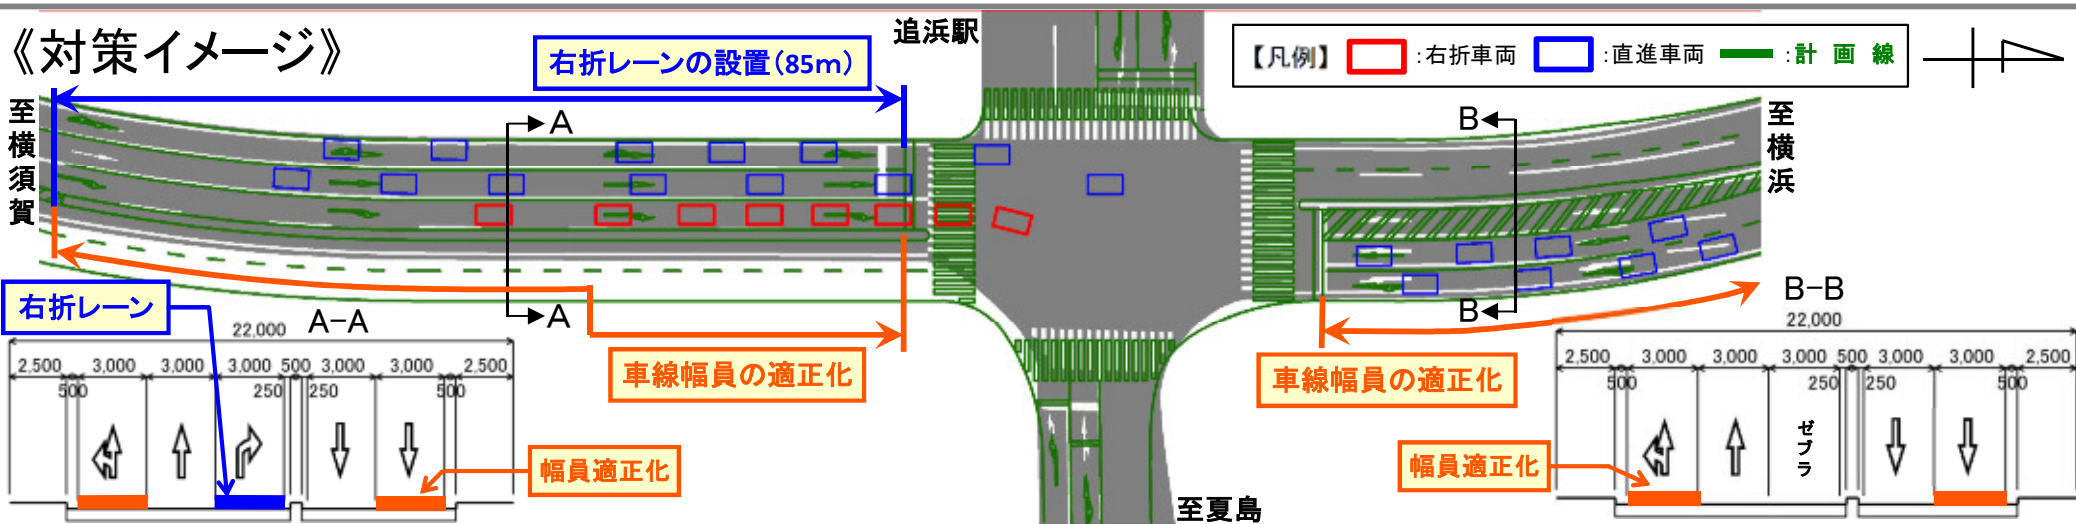 《対策イメージ》
右折レーンの設置(85m)
追浜駅
【凡例】 :右折車両 :直進車両 :計画線
至横須賀
至横浜
A
A
B
B
右折レーン
車線幅員の適正化
車線幅員の適正化
A-A
22,000
2,500 3,000 3,000 3,000 500 3,000 3,000 2,500
500 250 250 500
幅員適正化
至夏島
B-B
22,000
2,500 3,000 3,000 3,000 500 3,000 3,000 2,500
500 250 250 500
ゼブラ
幅員適正化